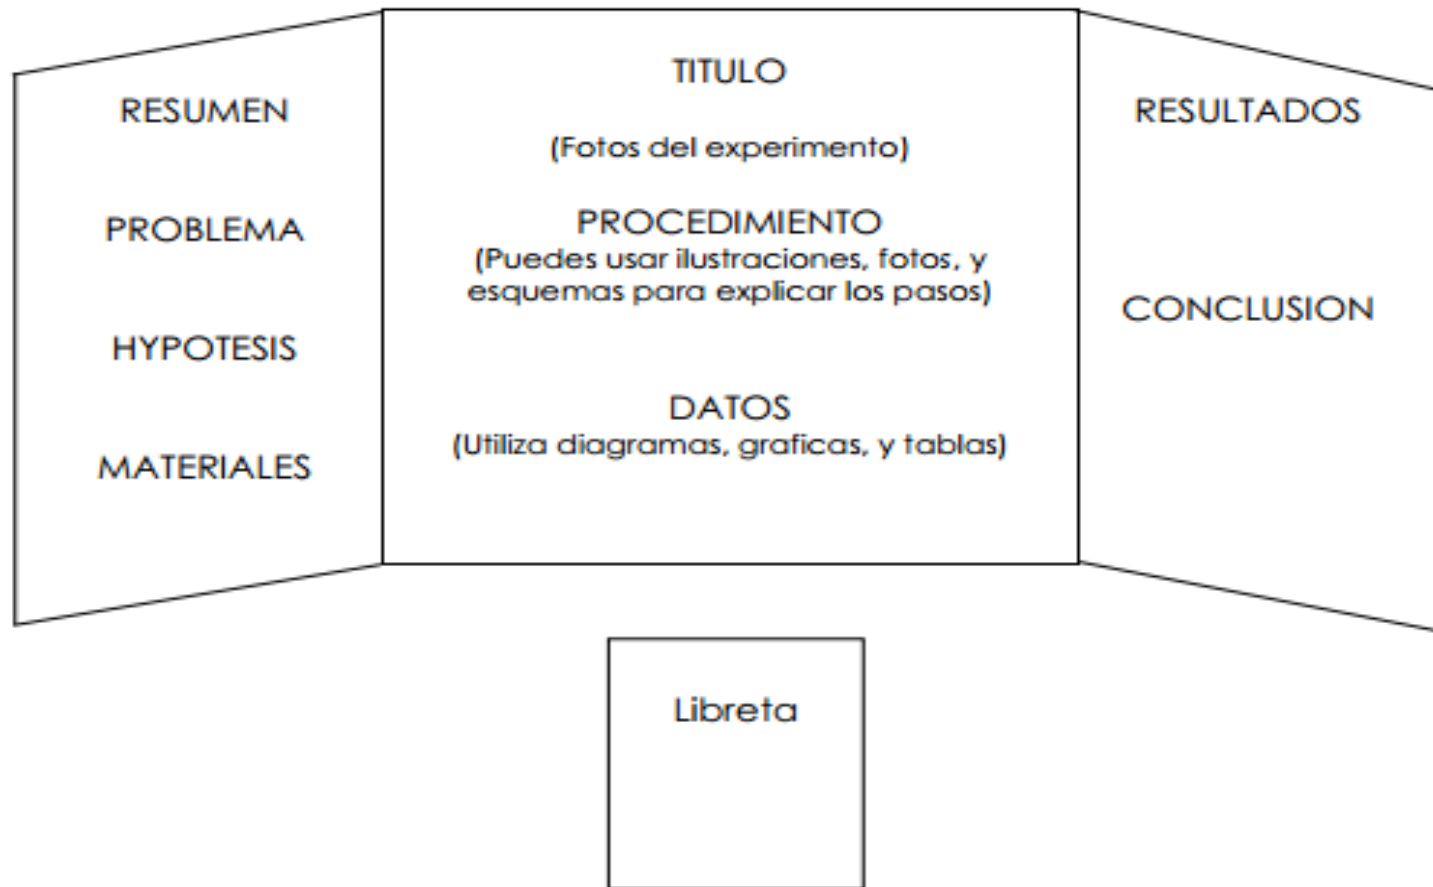 RESUMEN
PROBLEMA
HYPOTESIS
MATERIALES
TITULO
(Fotos del experimento)
PROCEDIMIENTO
(Puedes usar ilustraciones, fotos, y
esquemas para explicar los pasos)
DATOS
(Utiliza diagramas, graficas, y tablas)
RESULTADOS
CONCLUSION
Libreta